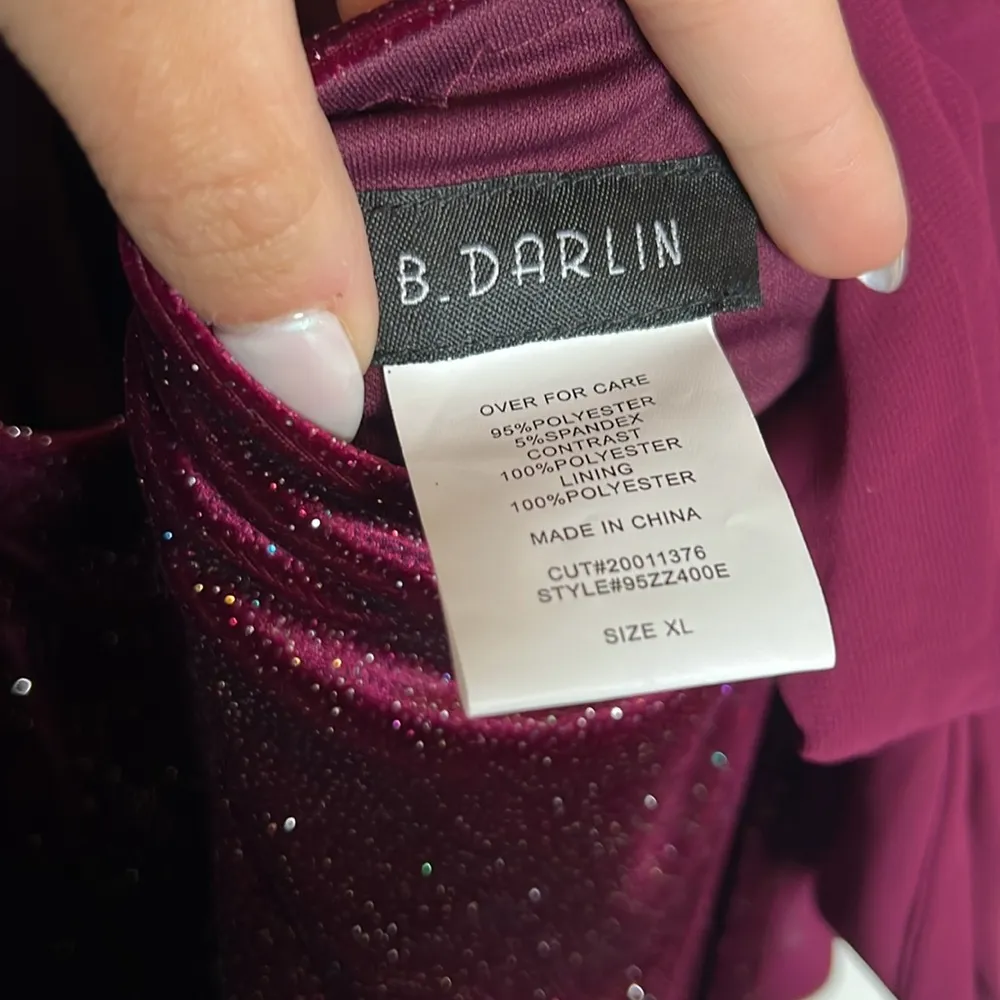 B. DARLIN
OVER FOR CARE
95%POLYESTER
5%SPANDEX
CONTRAST
100%POLYESTER
LINING
100%POLYESTER
MADE IN CHINA
CUT#20011376
STYLE#95ZZ400E
SIZE XL